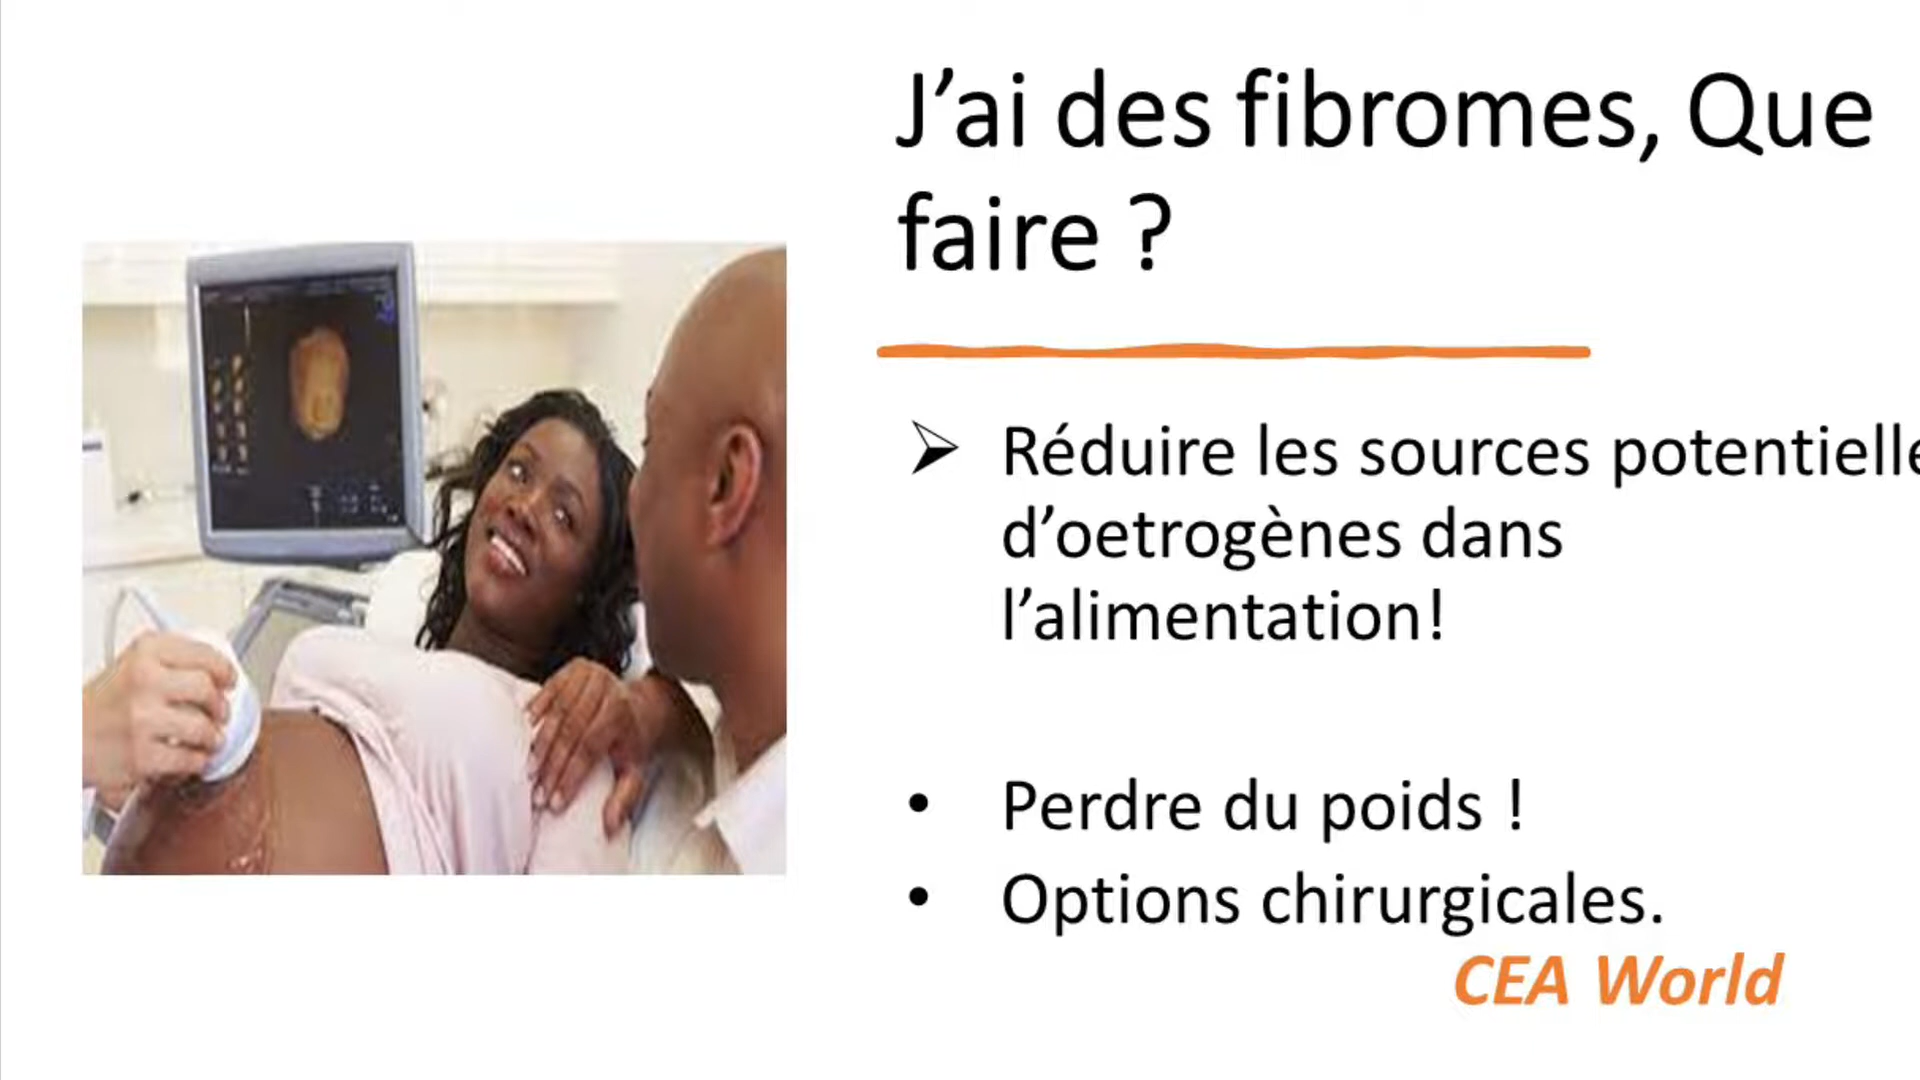 J’ai des fibromes, Que
faire ?
Réduire les sources potentielle
d’oetrogènes dans
l’alimentation!
Perdre du poids !
Options chirurgicales.
CEA World